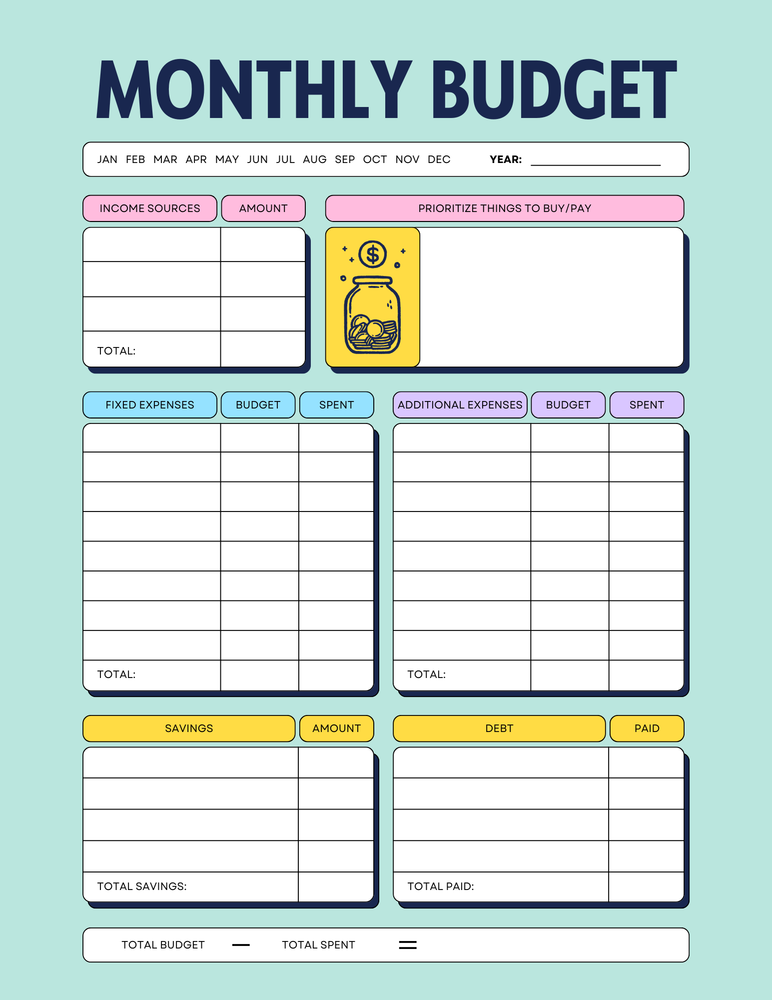 MONTHLY BUDGET
JAN FEB MAR APR MAY JUN JUL AUG SEP OCT NOV DEC YEAR:
INCOME SOURCES AMOUNT
TOTAL:
PRIORITIZE THINGS TO BUY/PAY
$
FIXED EXPENSES BUDGET SPENT
TOTAL:
ADDITIONAL EXPENSES BUDGET SPENT
TOTAL:
SAVINGS AMOUNT
TOTAL SAVINGS:
DEBT PAID
TOTAL PAID:
TOTAL BUDGET — TOTAL SPENT =